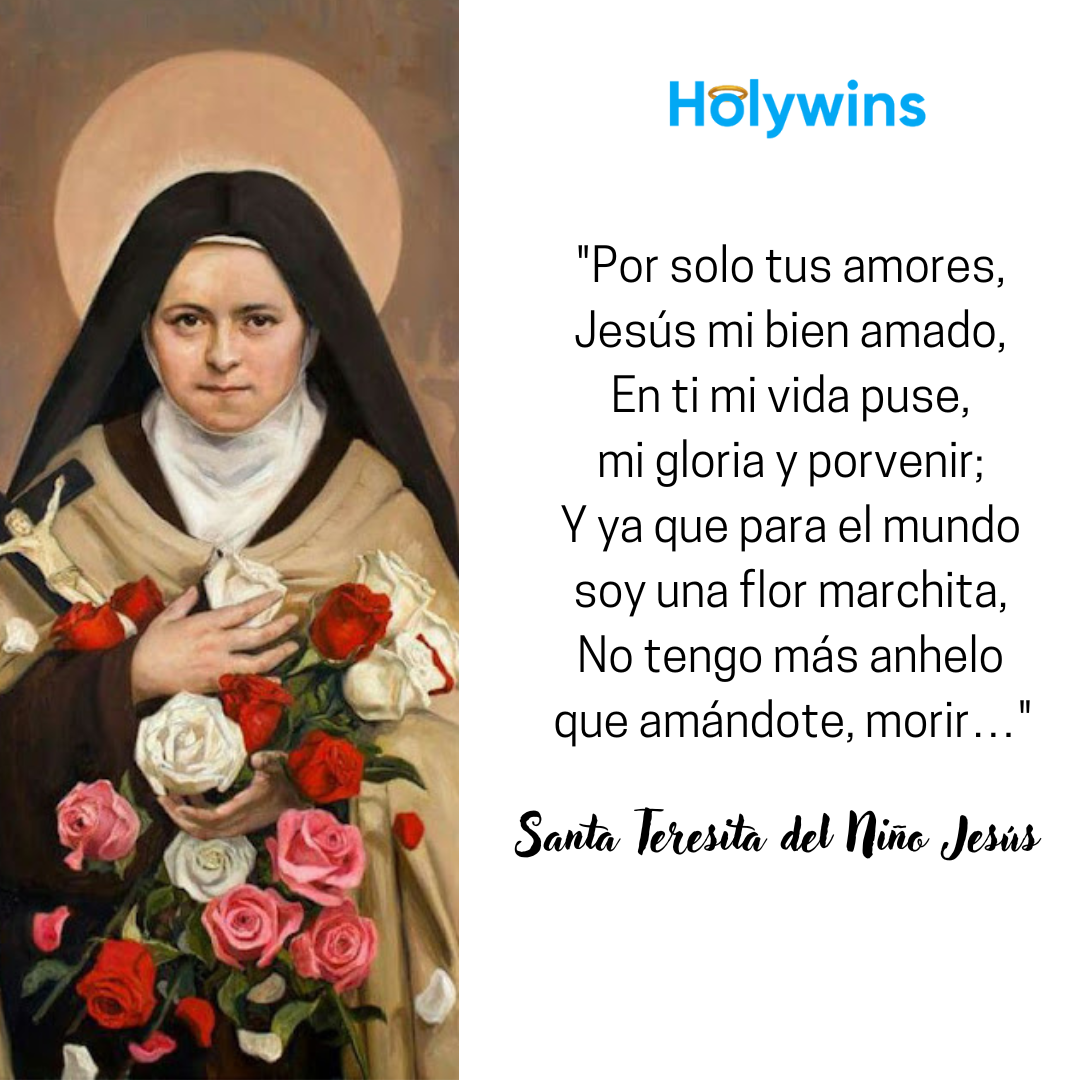 Holywins
"Por solo tus amores,
Jesús mi bien amado,
En ti mi vida puse,
mi gloria y porvenir;
Y ya que para el mundo
soy una flor marchita,
No tengo más anhelo
que amándote, morir…"
Santa Teresita del Niño Jesús